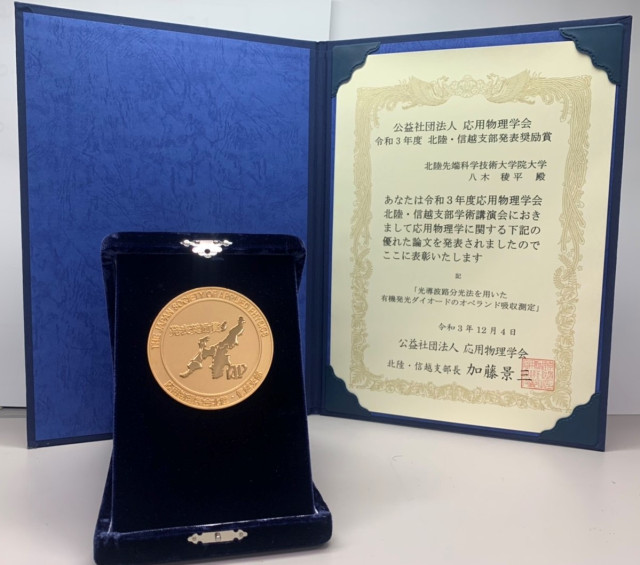 公益社団法人 応用物理学会
令和3年度 北陸・信越支部発表奨励賞
北陸先端科学技術大学院大学
八木 稜平 殿
あなたは令和3年度応用物理学会
北陸・信越支部学術講演会におき
まして応用物理学に関する下記の
優れた論文を発表されましたので
ここに表彰いたします
記
「光導波路分光法を用いた
有機発光ダイオードのオペランド吸収測定」
令和3年12月4日
公益社団法人 応用物理学会
北陸・信越支部長 加藤景三
発表奨励賞